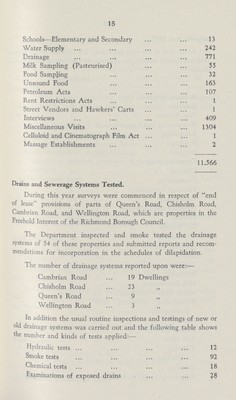 18
Schools—Elementary and Secondary ... ... 13
Water Supply ... ... ... ... 242
Drainage ... ... ... ... 771
Milk Sampling (Pasteurised) ... ... 55
Food Sampling ... ... ... 32
Unsound Food ... ... ... 163
Petroleum Acts ... ... ... 107
Rent Restrictions Acts ... ... ... 1
Street Vendors and Hawkers' Carts ... ... 1
Interviews ... ... ... ... 409
Miscellaneous Visits ... ... ... 1304
Celluloid and Cinematograph Film Act ... 1
Massage Establishments ... ... ... 2
11,566
Drains and Sewerage Systems Tested.
During this year surveys were commenced in respect of "end
of lease" provisions of parts of Queen's Road, Chisholm Road,
Cambrian Road, and Wellington Road, which are properties in the
Freehold Interest of the Richmond Borough Council.
The Department inspected and smoke tested the drainage
systems of 54 of these properties and submitted reports and recom-
mendations for incorporation in the schedules of dilapidation.
The number of drainage systems reported upon were:—
Cambrian Road ... 19 Dwellings
Chisholm Road ... 23 „
Queen's Road ... 9 „
Wellington Road ... 3 „
In addition the usual routine inspections and testings of new or
old drainage systems was carried out and the following table shows
the number and kinds of tests applied:—
Hydraulic tests ... ... ... ... 12
Smoke tests ... ... ... ... 92
Chemical tests ... ... ... ... 18
Examinations of exposed drains ... ... 28